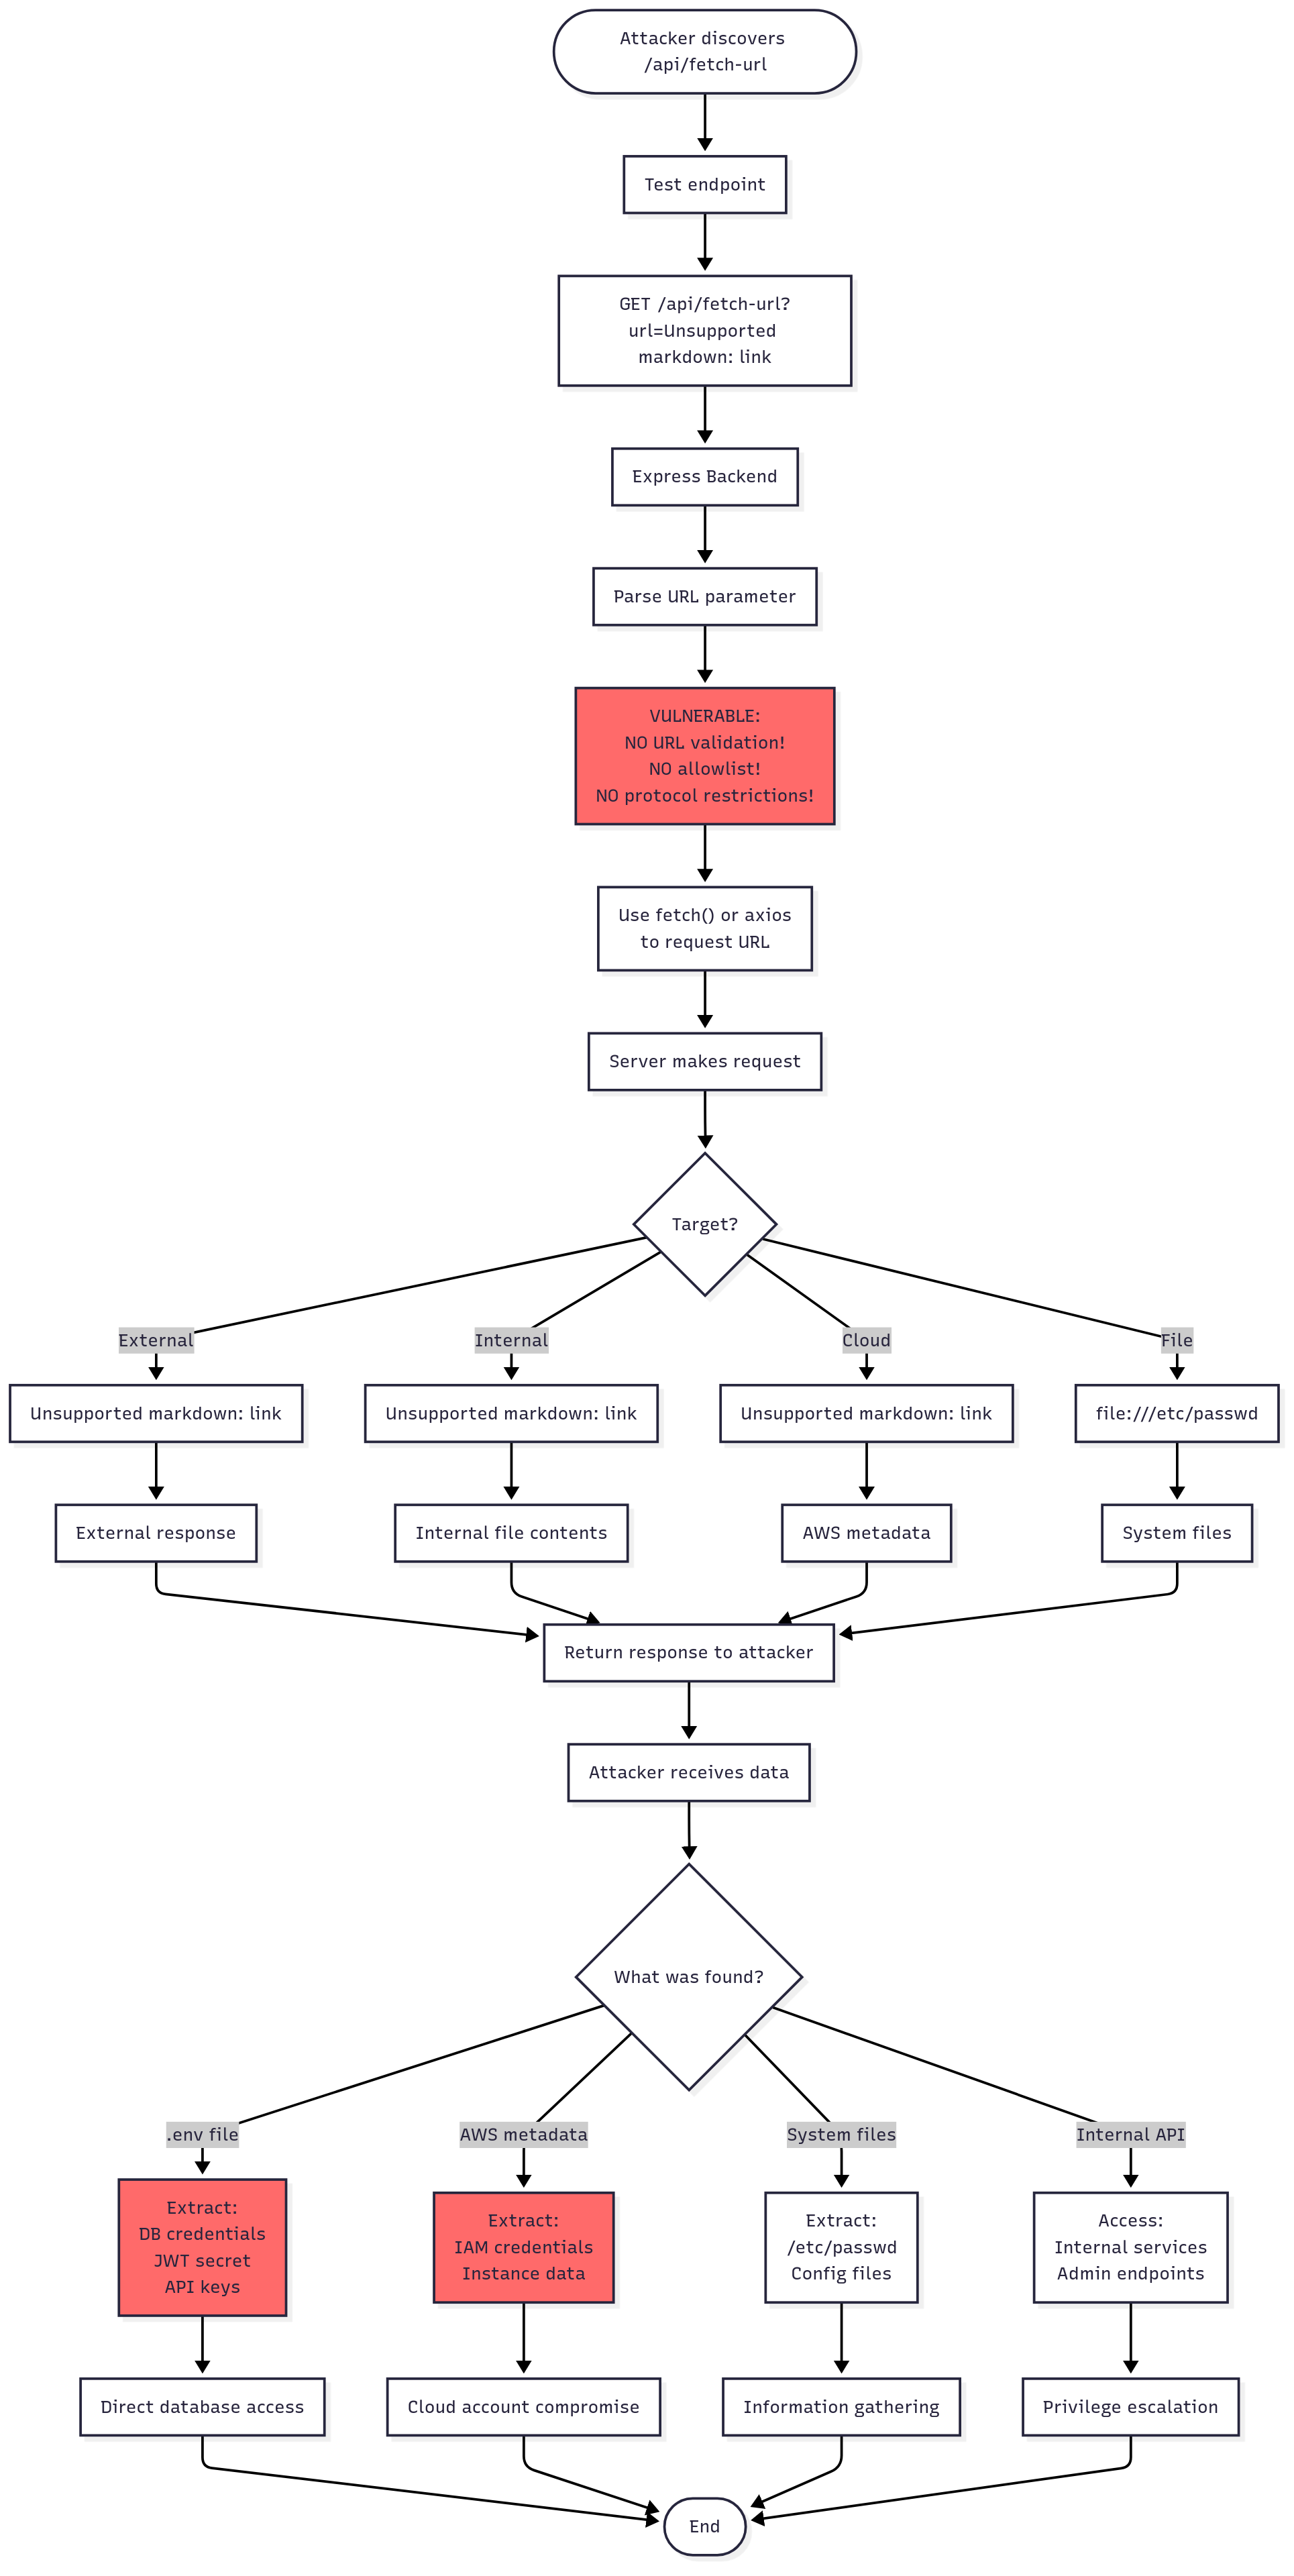 Attacker discovers
/api/fetch-url
Test endpoint
GET /api/fetch-url?
url=Unsupported
markdown: link
Express Backend
Parse URL parameter
VULNERABLE:
NO URL validation!
NO allowlist!
NO protocol restrictions!
Use fetch() or axios
to request URL
Server makes request
Target?
External
Internal
Cloud
File
Unsupported markdown: link
Unsupported markdown: link
Unsupported markdown: link
file:///etc/passwd
External response
Internal file contents
AWS metadata
System files
Return response to attacker
Attacker receives data
What was found?
.env file
AWS metadata
System files
Internal API
Extract:
DB credentials
JWT secret
API keys
Extract:
IAM credentials
Instance data
Extract:
/etc/passwd
Config files
Access:
Internal services
Admin endpoints
Direct database access
Cloud account compromise
Information gathering
Privilege escalation
End